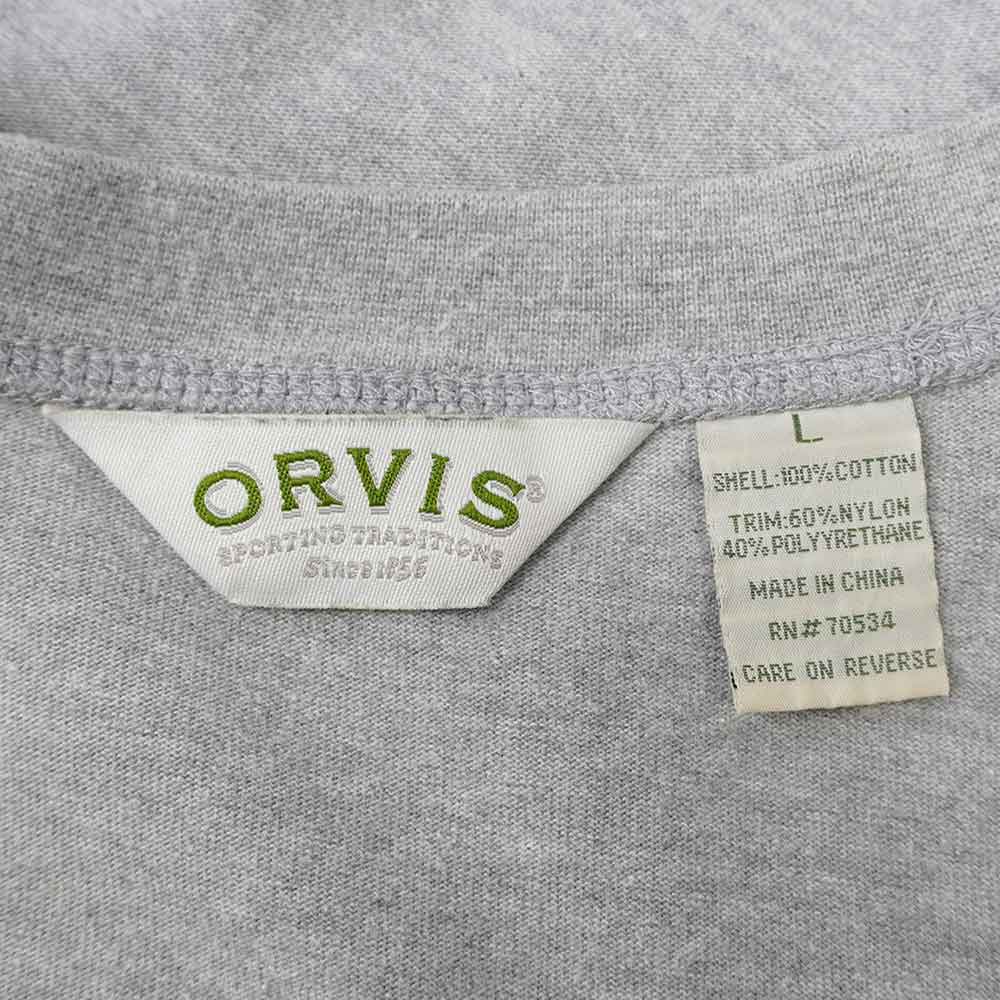 ORVIS®
SPORTING TRADITIONS
Since 1856
L
SHELL:100%COTTON
TRIM:60%NYLON
40%POLYYRETHANE
MADE IN CHINA
RN#70534
CARE ON REVERSE